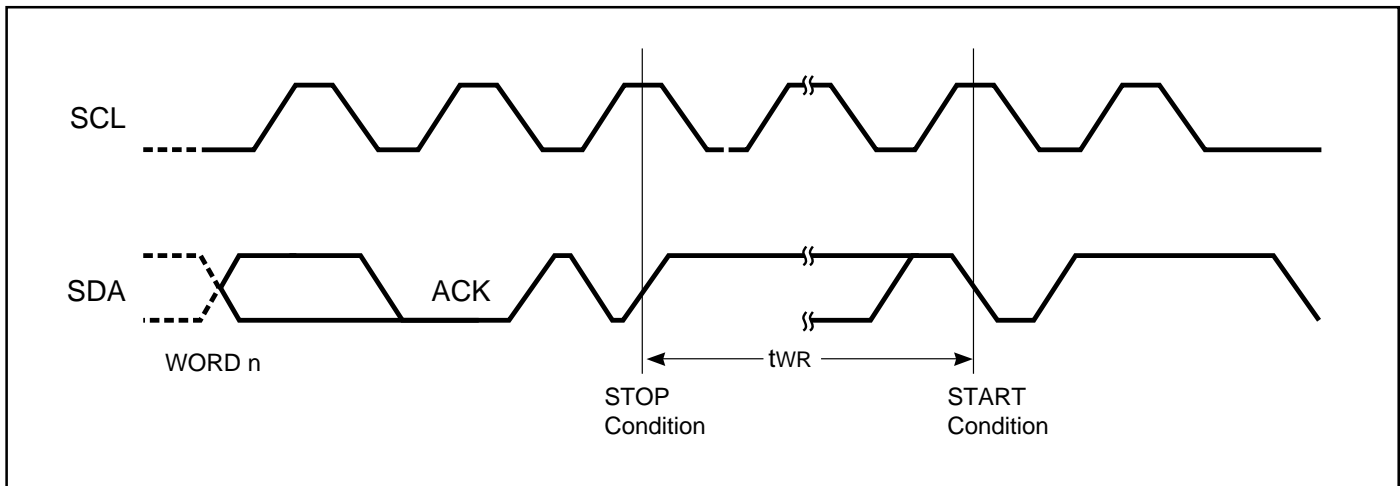 SCL
SDA
ACK
WORD n
tWR
STOP
Condition
START
Condition